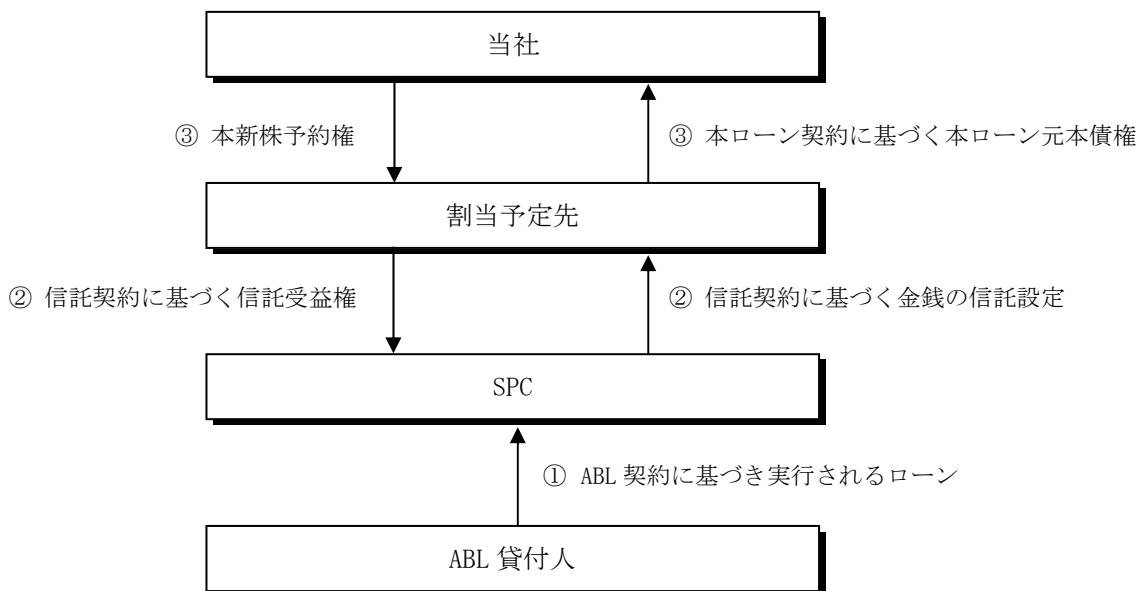 当社
③ 本新株予約権
③ 本ローン契約に基づく本ローン元本債権
割当予定先
② 信託契約に基づく信託受益権
② 信託契約に基づく金銭の信託設定
SPC
① ABL 契約に基づき実行されるローン
ABL 貸付人